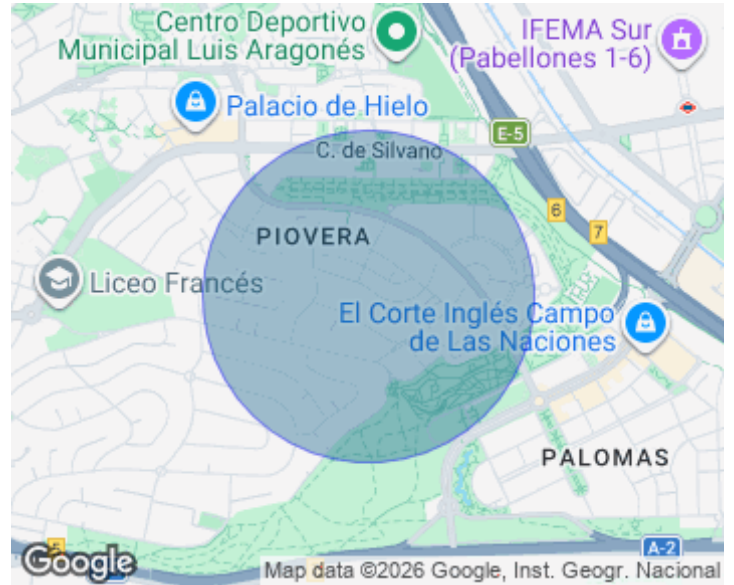 Centro Deportivo
Municipal Luis Aragonés
IFEMA Sur
(Pabellones 1-6)
Palacio de Hielo
E-5
C. de Silvano
6
7
PIOVERA
Liceo Francés
El Corte Inglés Campo
de Las Naciones
PALOMAS
5
A-2
Google
Map data ©2026 Google, Inst. Geogr. Nacional